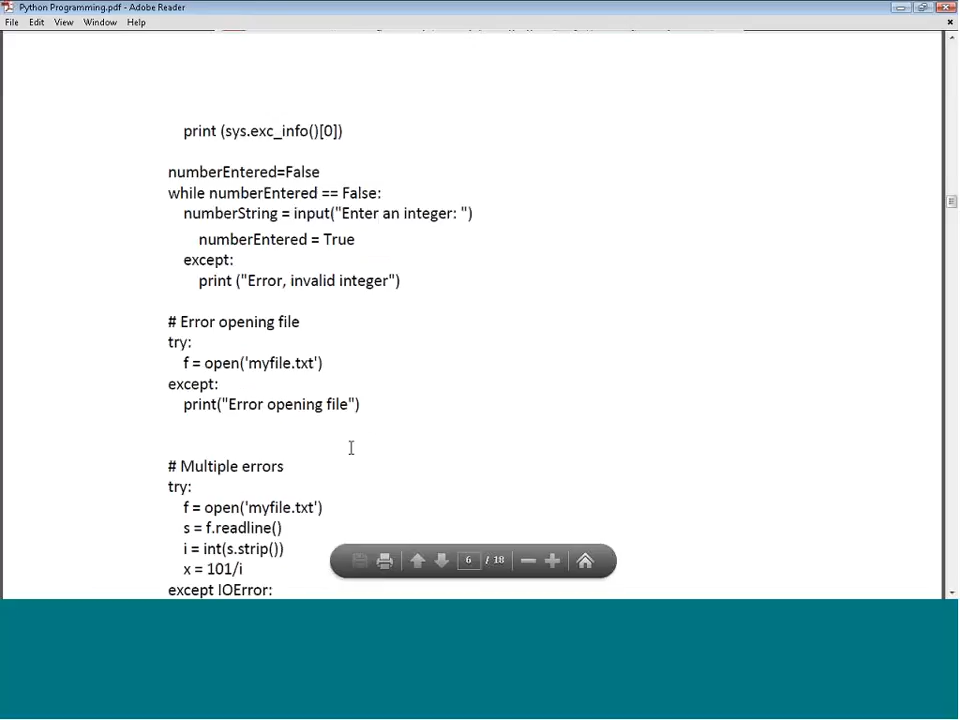 Python Programming.pdf - Adobe Reader
File Edit View Window Help
print (sys.exc_info()[0])
numberEntered=False
while numberEntered == False:
numberString = input("Enter an integer: ")
numberEntered = True
except:
print ("Error, invalid integer")
# Error opening file
try:
f = open('myfile.txt')
except:
print("Error opening file")
# Multiple errors
try:
f = open('myfile.txt')
s = f.readline()
i = int(s.strip())
x = 101/i
except IOError:
6 / 18